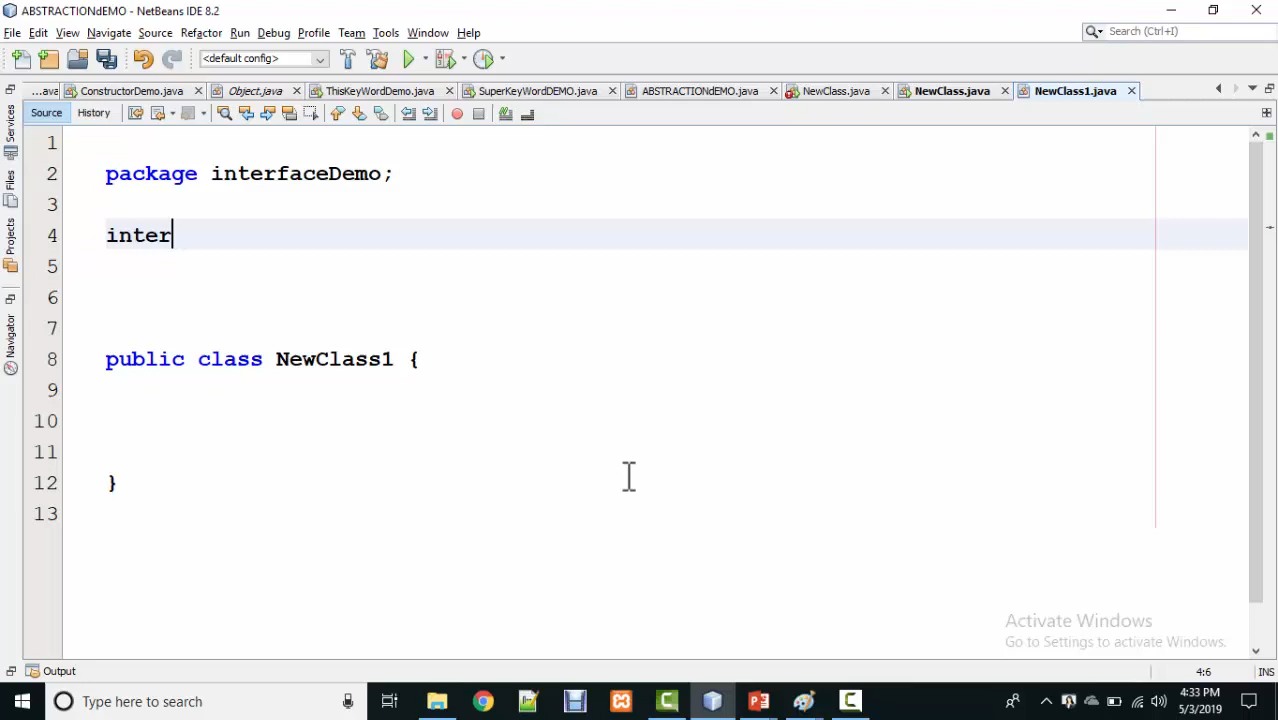 ABSTRACTIONdEMO - NetBeans IDE 8.2
File Edit View Navigate Source Refactor Run Debug Profile Team Tools Window Help
Search (Ctrl+I)
<default config>
...ava ConstructorDemo.java Object.java ThisKeyWordDemo.java SuperKeyWordDEMO.java ABSTRACTIONdEMO.java NewClass.java NewClass.java NewClass1.java
Source History
Services
Files
Projects
Navigator
1
2 package interfaceDemo;
3
4 inter
5
6
7
8 public class NewClass1 {
9
10
11
12 }
13
Activate Windows
Go to Settings to activate Windows.
Output
4:6 INS
Type here to search
4:33 PM
5/3/2019